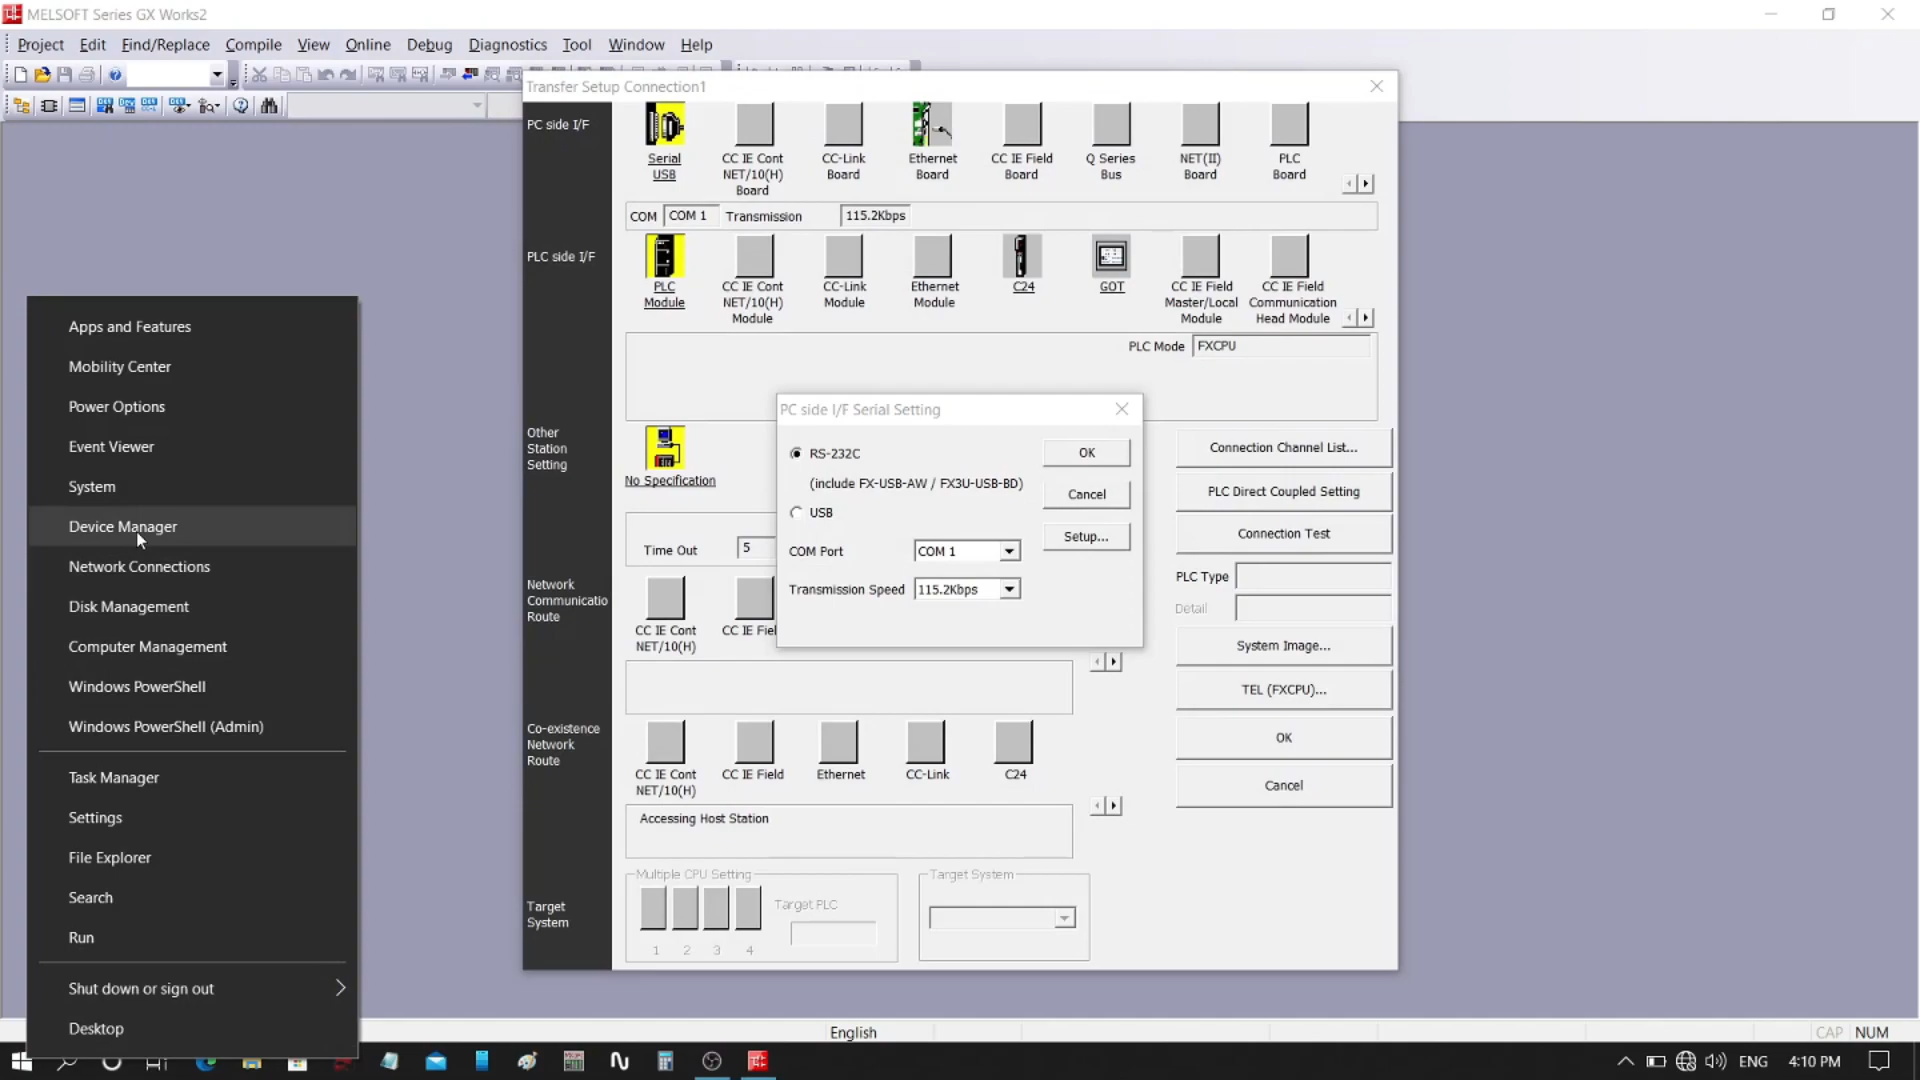 MELSOFT Series GX Works2
Project Edit Find/Replace Compile View Online Debug Diagnostics Tool Window Help
Transfer Setup Connection1
PC side I/F
Serial
USB
CC IE Cont
NET/10(H)
Board
CC-Link
Board
Ethernet
Board
CC IE Field
Board
Q Series
Bus
NET(II)
Board
PLC
Board
COM COM 1 Transmission 115.2Kbps
PLC side I/F
PLC
Module
CC IE Cont
NET/10(H)
Module
CC-Link
Module
Ethernet
Module
C24
GOT
CC IE Field
Master/Local
Module
CC IE Field
Communication
Head Module
PLC Mode FXCPU
Other
Station
Setting
No Specification
Time Out 5
PC side I/F Serial Setting
RS-232C
(include FX-USB-AW / FX3U-USB-BD)
USB
COM Port COM 1
Transmission Speed 115.2Kbps
OK
Cancel
Setup...
Connection Channel List...
PLC Direct Coupled Setting
Connection Test
PLC Type
Detail
System Image...
TEL (FXCPU)...
OK
Cancel
Network
Communicatio
Route
CC IE Cont
NET/10(H)
CC IE Fiel
Co-existence
Network
Route
CC IE Cont
NET/10(H)
CC IE Field
Ethernet
CC-Link
C24
Accessing Host Station
Target
System
Multiple CPU Setting
1 2 3 4
Target PLC
Target System
Apps and Features
Mobility Center
Power Options
Event Viewer
System
Device Manager
Network Connections
Disk Management
Computer Management
Windows PowerShell
Windows PowerShell (Admin)
Task Manager
Settings
File Explorer
Search
Run
Shut down or sign out
Desktop
English CAP NUM
ENG 4:10 PM